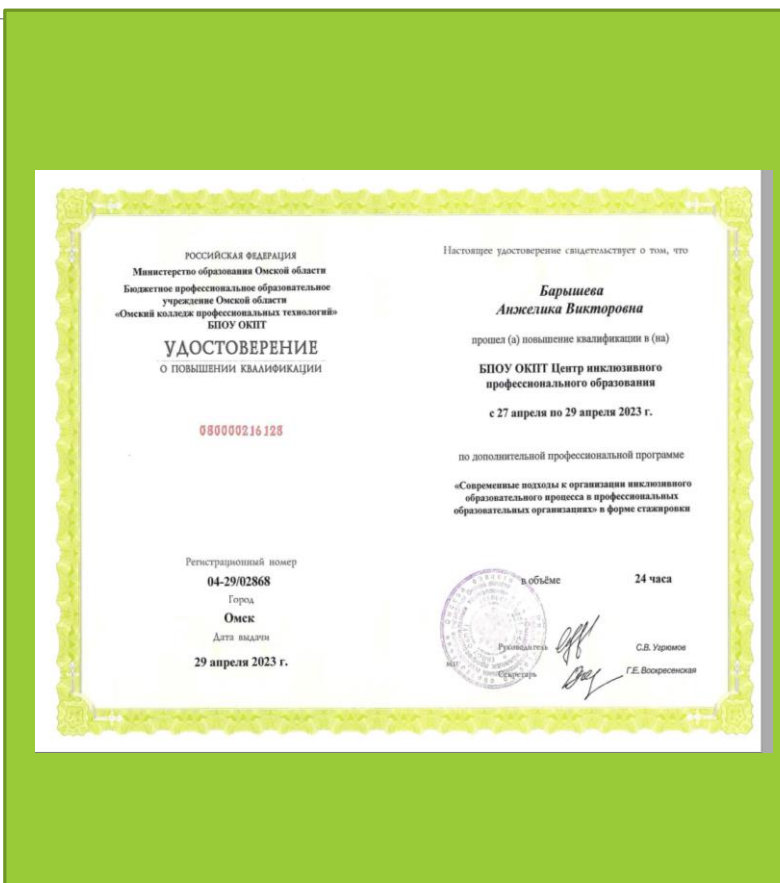 РОССИЙСКАЯ ФЕДЕРАЦИЯ
Министерство образования Омской области
Бюджетное профессиональное образовательное
учреждение Омской области
«Омский колледж профессиональных технологий»
БПОУ ОКПТ
УДОСТОВЕРЕНИЕ
О ПОВЫШЕНИИ КВАЛИФИКАЦИИ
080000216128
Регистрационный номер
04-29/02868
Город
Омск
Дата выдачи
29 апреля 2023 г.
Настоящее удостоверение свидетельствует о том, что
Барышева
Анжелика Викторовна
прошел (а) повышение квалификации в (на)
БПОУ ОКПТ Центр инклюзивного
профессионального образования
с 27 апреля по 29 апреля 2023 г.
по дополнительной профессиональной программе
«Современные подходы к организации инклюзивного
образовательного процесса в профессиональных
образовательных организациях» в форме стажировки
в объёме 24 часа
Руководитель С.В. Угрюмов
Секретарь Г.Е. Воскресенская